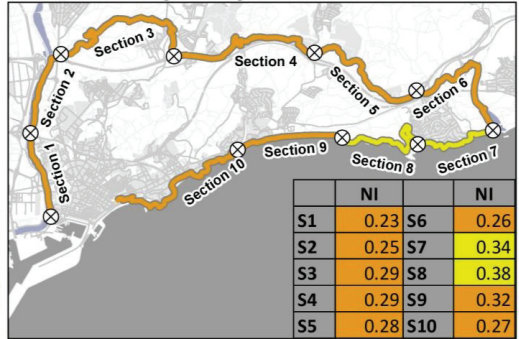 Section 3
Section 2
Section 4
Section 5
Section 6
Section 1
Section 10
Section 9
Section 8
Section 7
NI NI
S1 0.23 S6 0.26
S2 0.25 S7 0.34
S3 0.29 S8 0.38
S4 0.29 S9 0.32
S5 0.28 S10 0.27